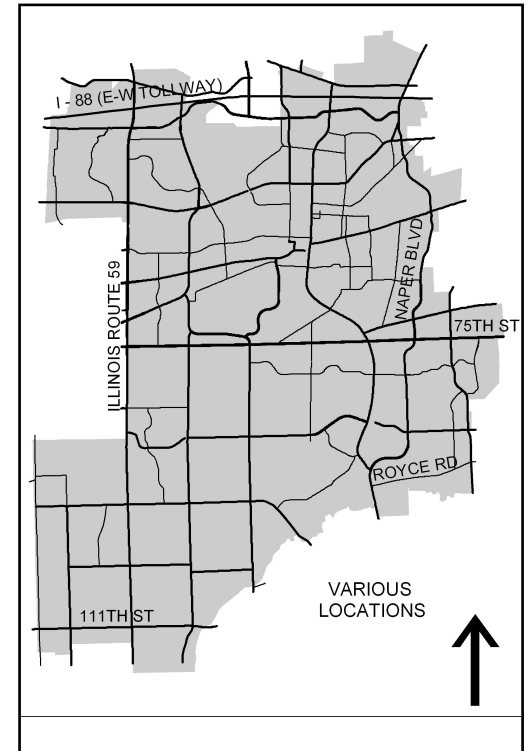 I - 88 (E-W TOLLWAY)
ILLINOIS ROUTE 59
NAPER BLVD
75TH ST
ROYCE RD
VARIOUS
LOCATIONS
111TH ST